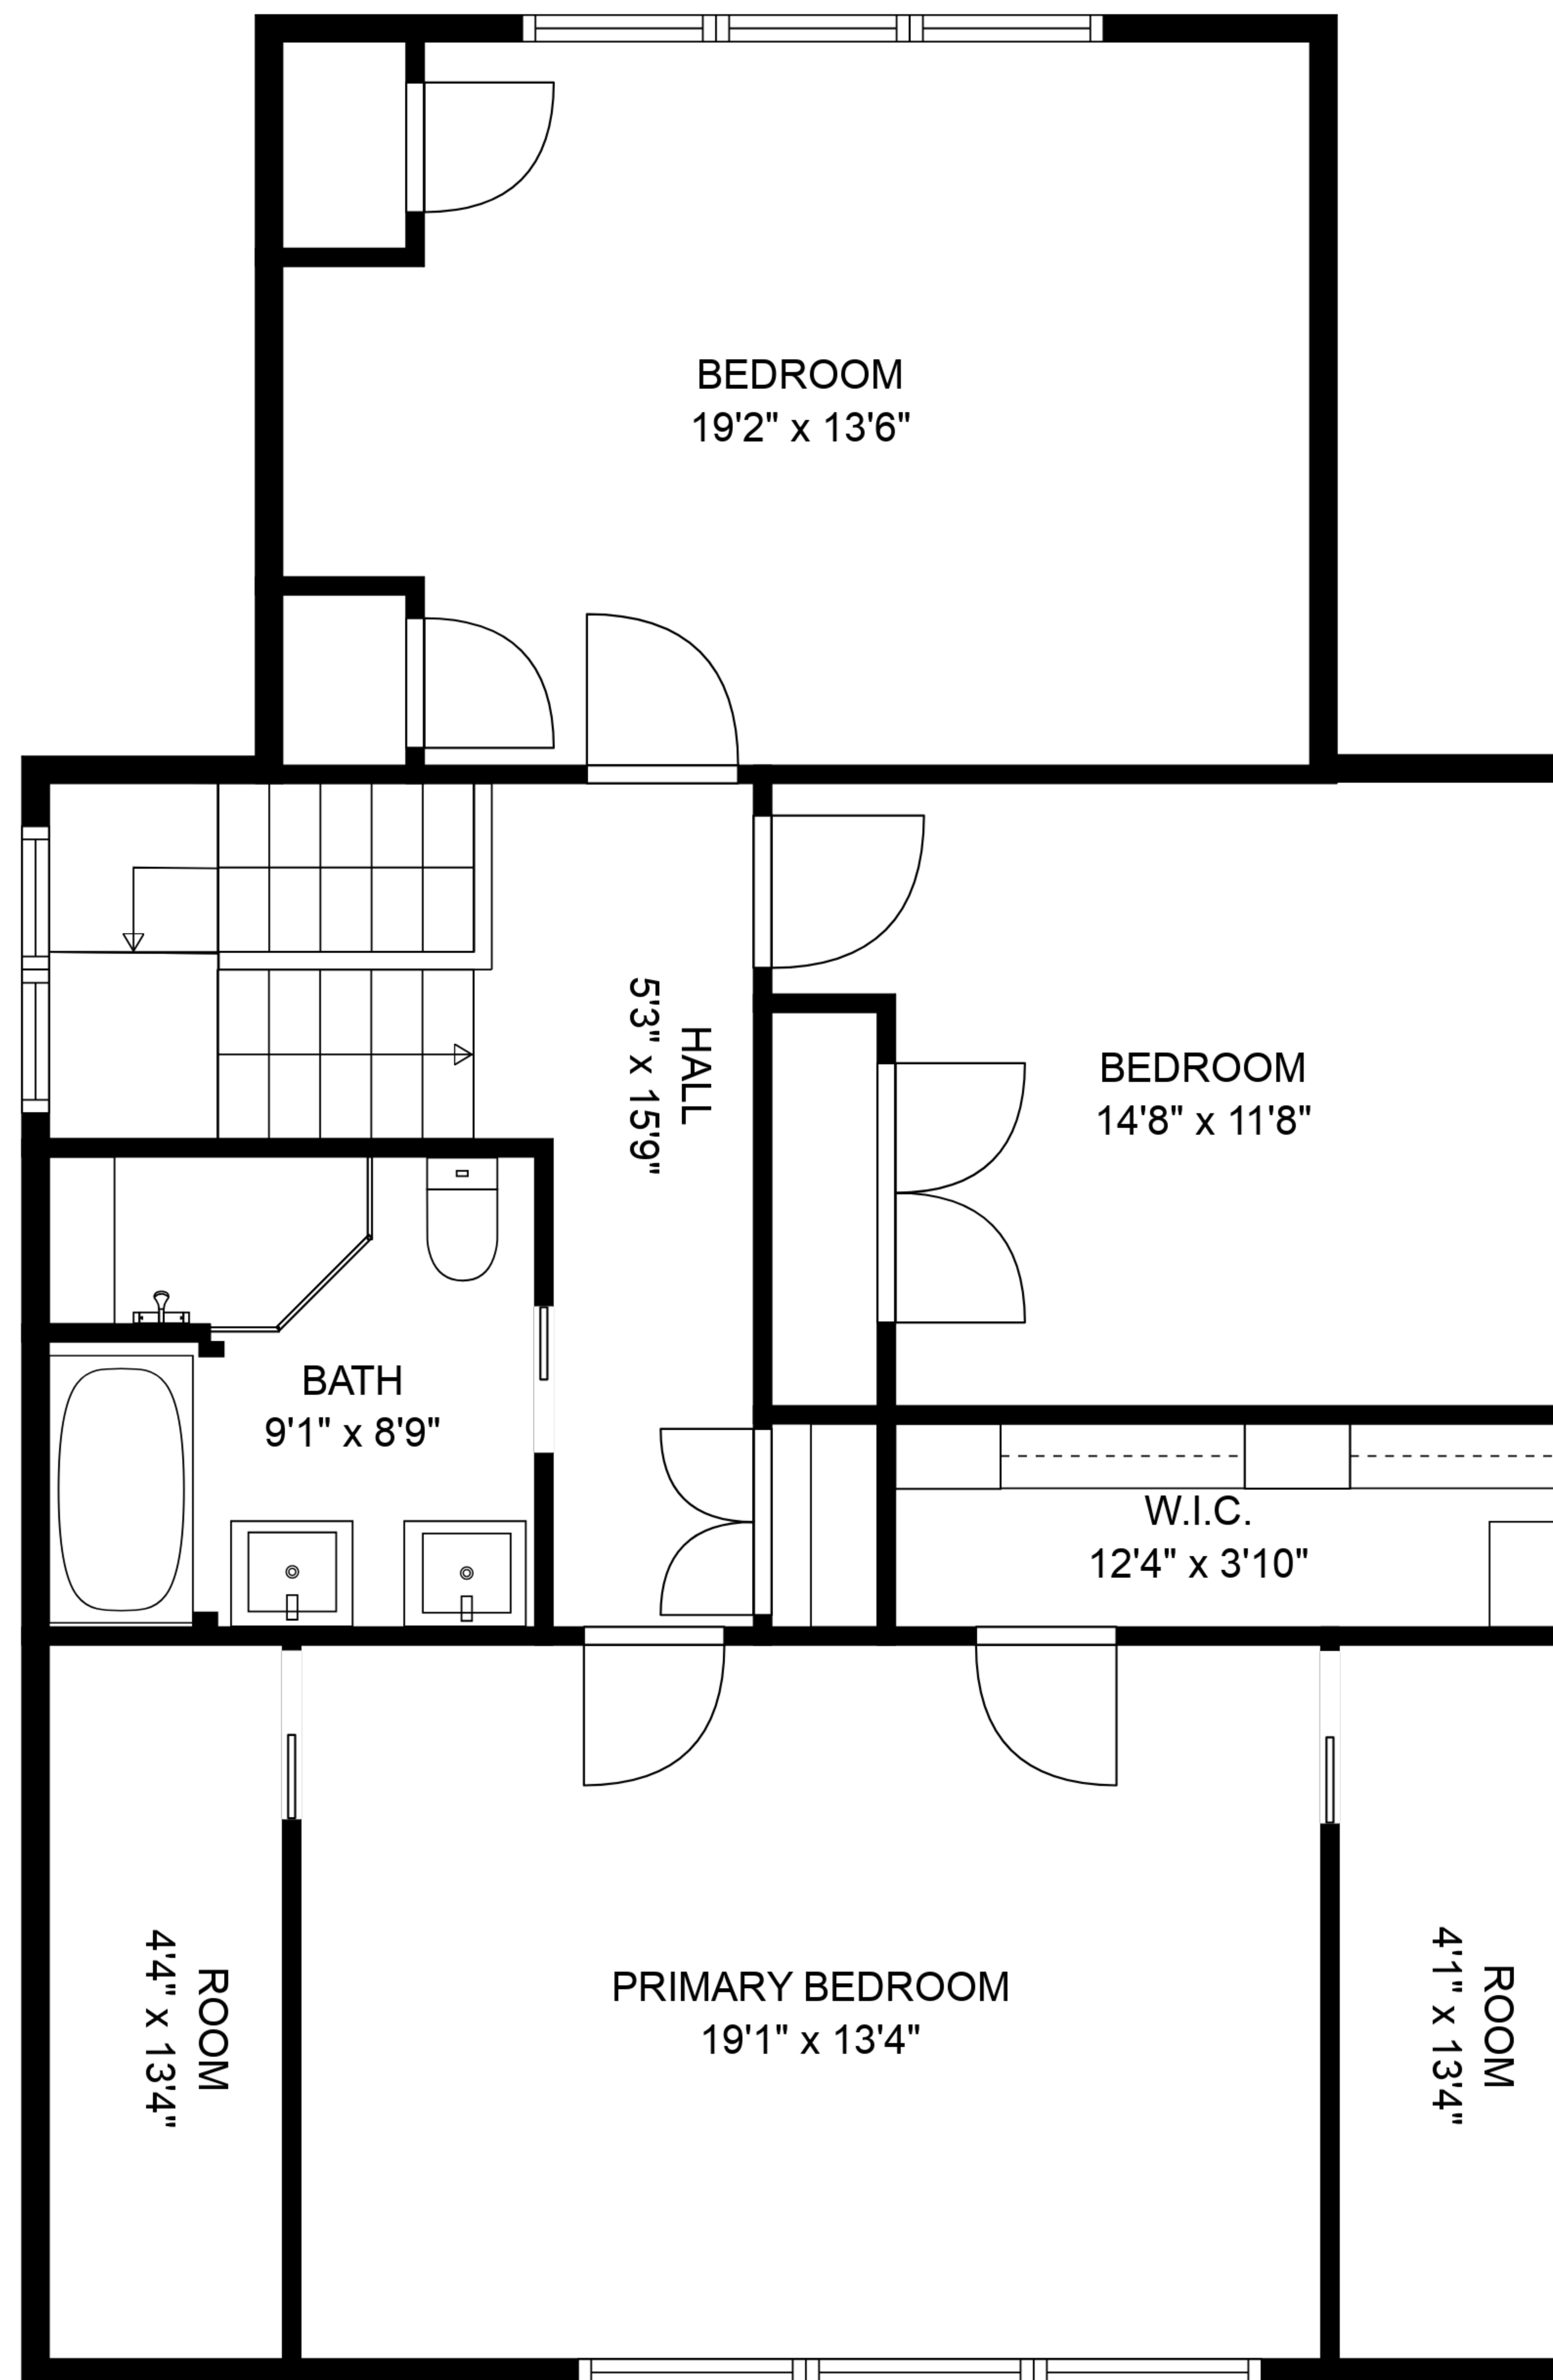 BEDROOM
19'2" x 13'6"
HALL
5'3" x 15'9"
BEDROOM
14'8" x 11'8"
BATH
9'1" x 8'9"
W.I.C.
12'4" x 3'10"
ROOM
4'4" x 13'4"
PRIMARY BEDROOM
19'1" x 13'4"
ROOM
4'1" x 13'4"